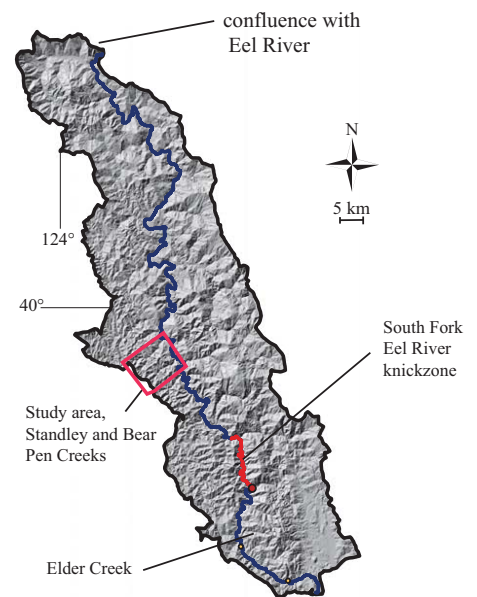 confluence with
Eel River
N
5 km
124°
40°
South Fork
Eel River
knickzone
Study area,
Standley and Bear
Pen Creeks
Elder Creek